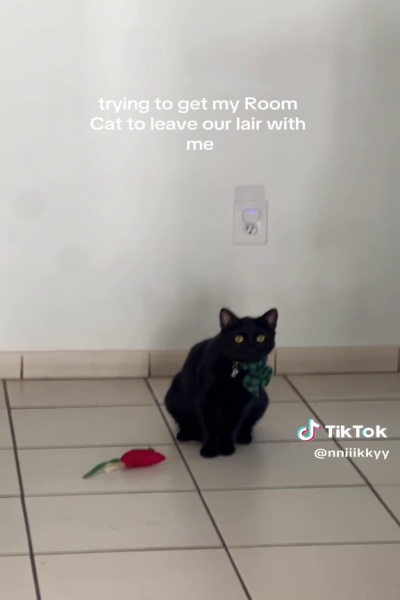 trying to get my Room
Cat to leave our lair with
me
TikTok
@nniiikkyy